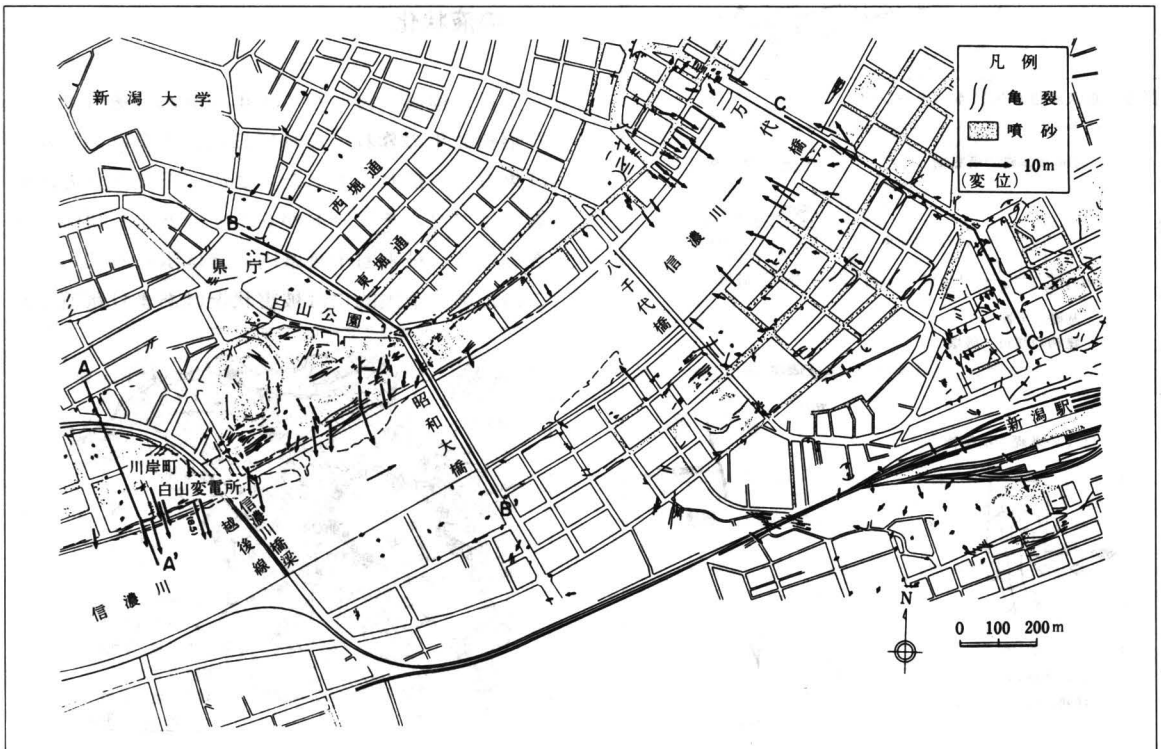 凡例
亀裂
噴砂
10m
(変位)
新潟大学
西堀通
東堀通
B
県庁
白山公園
A
川岸町
白山変電所
A'
信濃川
越後線
信濃川橋梁
昭和大橋
B'
八千代橋
信濃川
万代橋
C
C'
新潟駅
N
0 100 200m